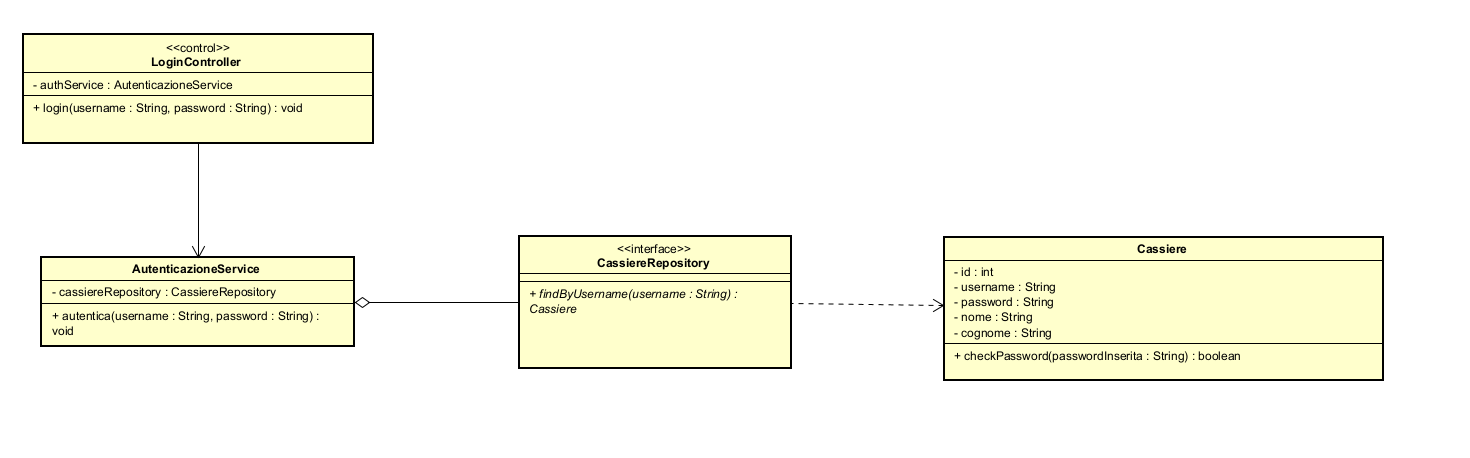 <<control>>
LoginController
- authService : AutenticazioneService
+ login(username : String, password : String) : void
AutenticazioneService
- cassiereRepository : CassiereRepository
+ autentica(username : String, password : String) :
void
<<interface>>
CassiereRepository
+ findByUsername(username : String) :
Cassiere
Cassiere
- id : int
- username : String
- password : String
- nome : String
- cognome : String
+ checkPassword(passwordInserita : String) : boolean